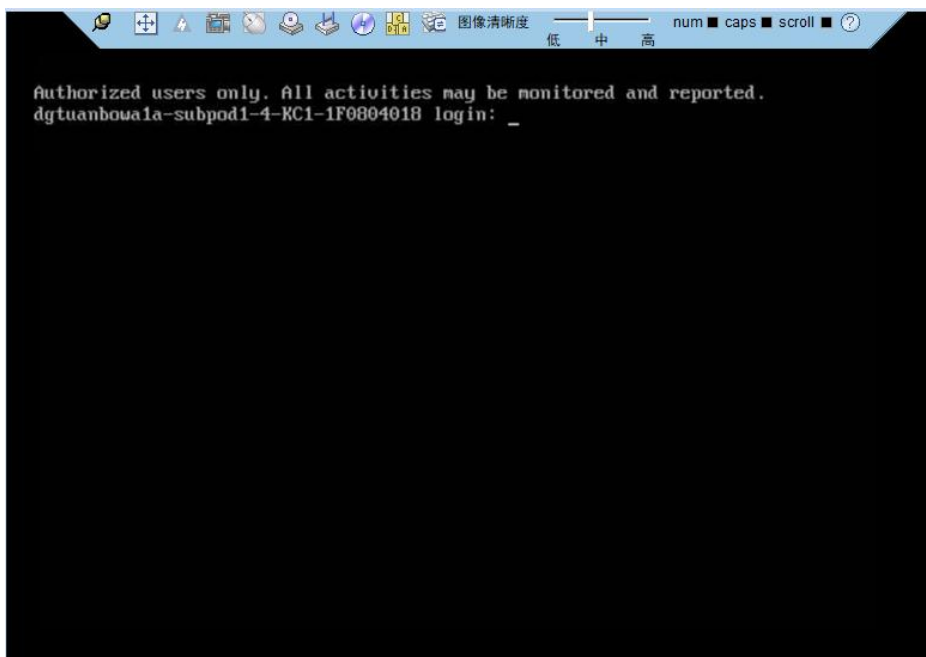 图像清晰度 低 中 高 num caps scroll ?
Authorized users only. All activities may be monitored and reported.
dgtuanbowa1a-subpod1-4-KC1-1F0804018 login: _